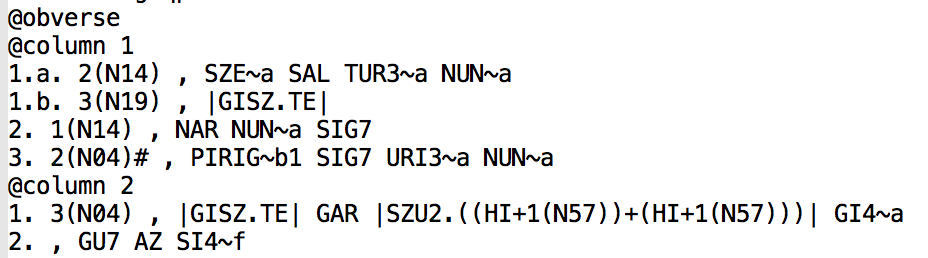 @obverse
@column 1
1.a. 2(N14) , SZE~a SAL TUR3~a NUN~a
1.b. 3(N19) , |GISZ.TE|
2. 1(N14) , NAR NUN~a SIG7
3. 2(N04)# , PIRIG~b1 SIG7 URI3~a NUN~a
@column 2
1. 3(N04) , |GISZ.TE| GAR |SZU2.((HI+1(N57))+(HI+1(N57)))| GI4~a
2. , GU7 AZ SI4~f